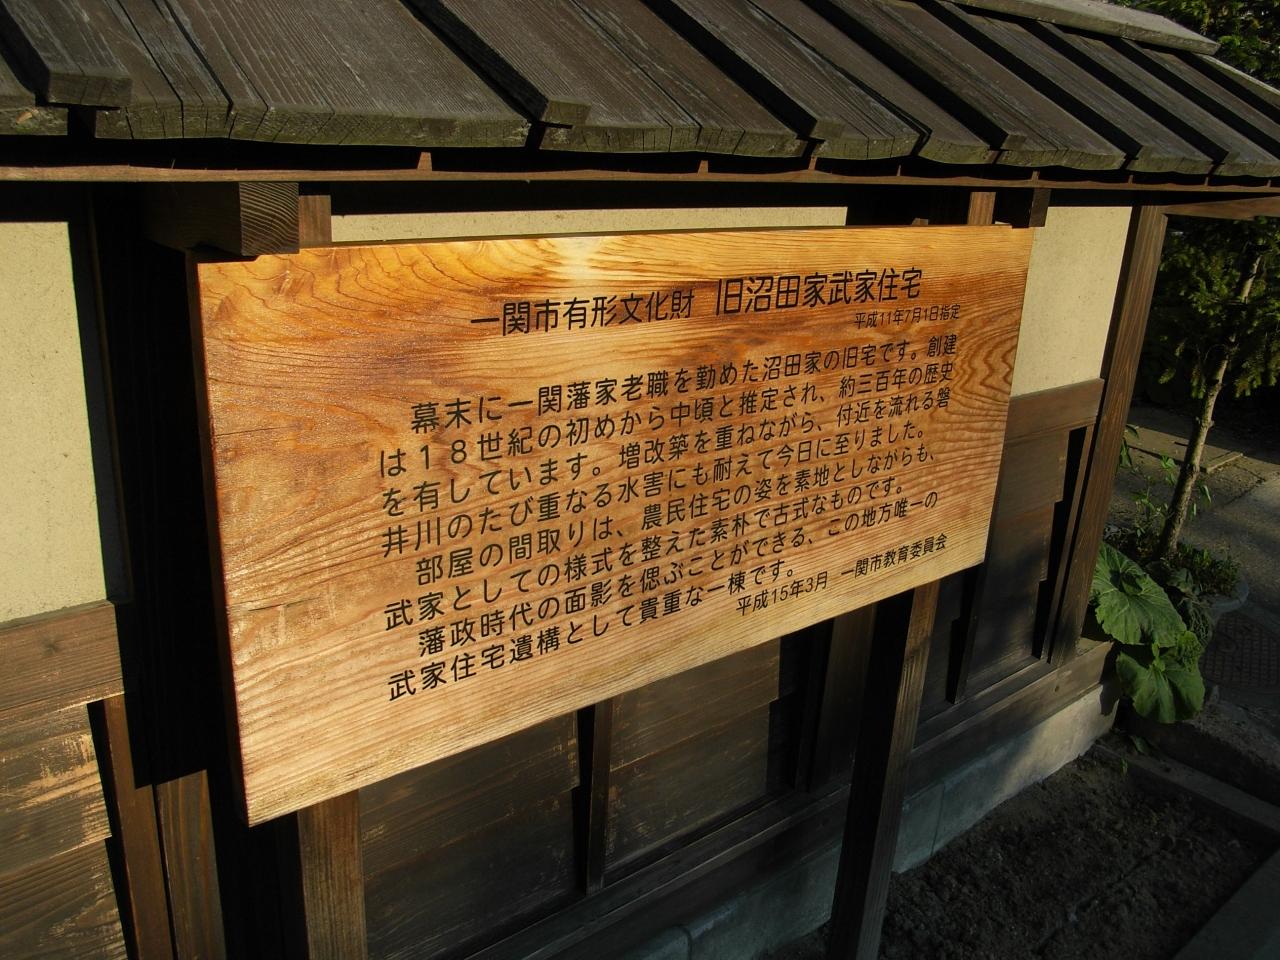 一関市有形文化財 旧沼田家武家住宅
平成11年7月1日指定
幕末に一関藩家老職を勤めた沼田家の旧宅です。創建
は１８世紀の初めから中頃と推定され、約三百年の歴史
を有しています。増改築を重ねながら、付近を流れる磐
井川のたび重なる水害にも耐えて今日に至りました。
部屋の間取りは、農民住宅の姿を素地としながらも、
武家としての様式を整えた素朴で古式なものです。
藩政時代の面影を偲ぶことができる、この地方唯一の
武家住宅遺構として貴重な一棟です。
平成15年3月 一関市教育委員会